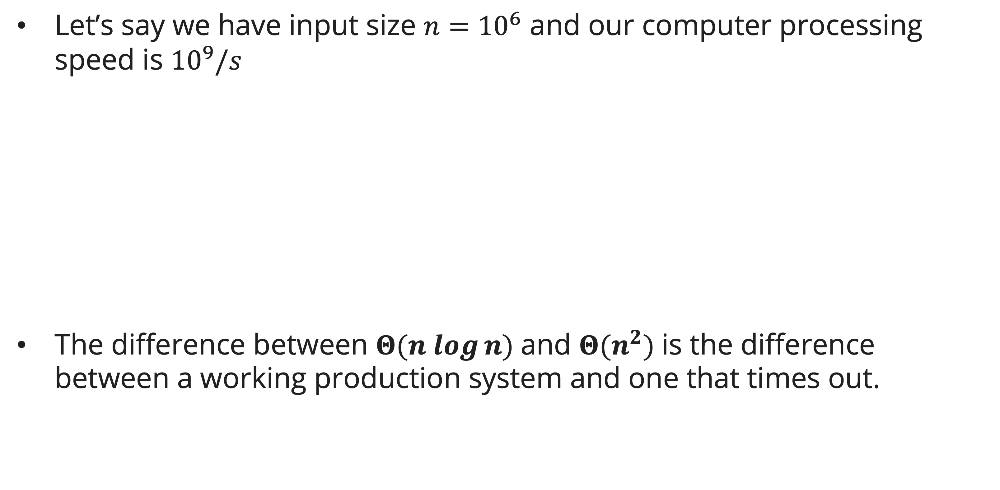 • Let’s say we have input size 𝑛 = 10⁶ and our computer processing
speed is 10⁹/𝑠
• The difference between 𝚯(𝒏 𝒍𝒐𝒈 𝒏) and 𝚯(𝒏²) is the difference
between a working production system and one that times out.